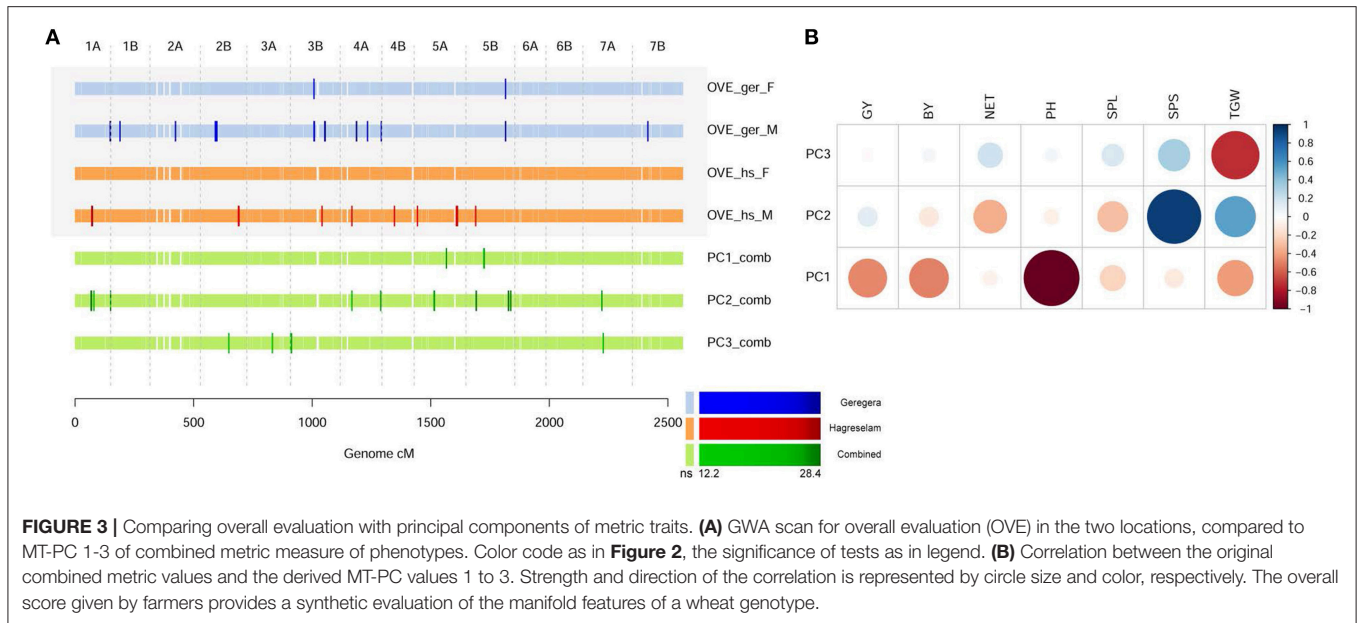 A
1A 1B 2A 2B 3A 3B 4A 4B 5A 5B 6A 6B 7A 7B
OVE_ger_F
OVE_ger_M
OVE_hs_F
OVE_hs_M
PC1_comb
PC2_comb
PC3_comb
0 500 1000 1500 2000 2500
Genome cM
Geregera
Hagreselam
Combined
ns 12.2 28.4
B
GY BY NET PH SPL SPS TGW
PC3
PC2
PC1
1
0.8
0.6
0.4
0.2
0
−0.2
−0.4
−0.6
−0.8
−1
FIGURE 3 | Comparing overall evaluation with principal components of metric traits. (A) GWA scan for overall evaluation (OVE) in the two locations, compared to
MT-PC 1-3 of combined metric measure of phenotypes. Color code as in Figure 2, the significance of tests as in legend. (B) Correlation between the original
combined metric values and the derived MT-PC values 1 to 3. Strength and direction of the correlation is represented by circle size and color, respectively. The overall
score given by farmers provides a synthetic evaluation of the manifold features of a wheat genotype.